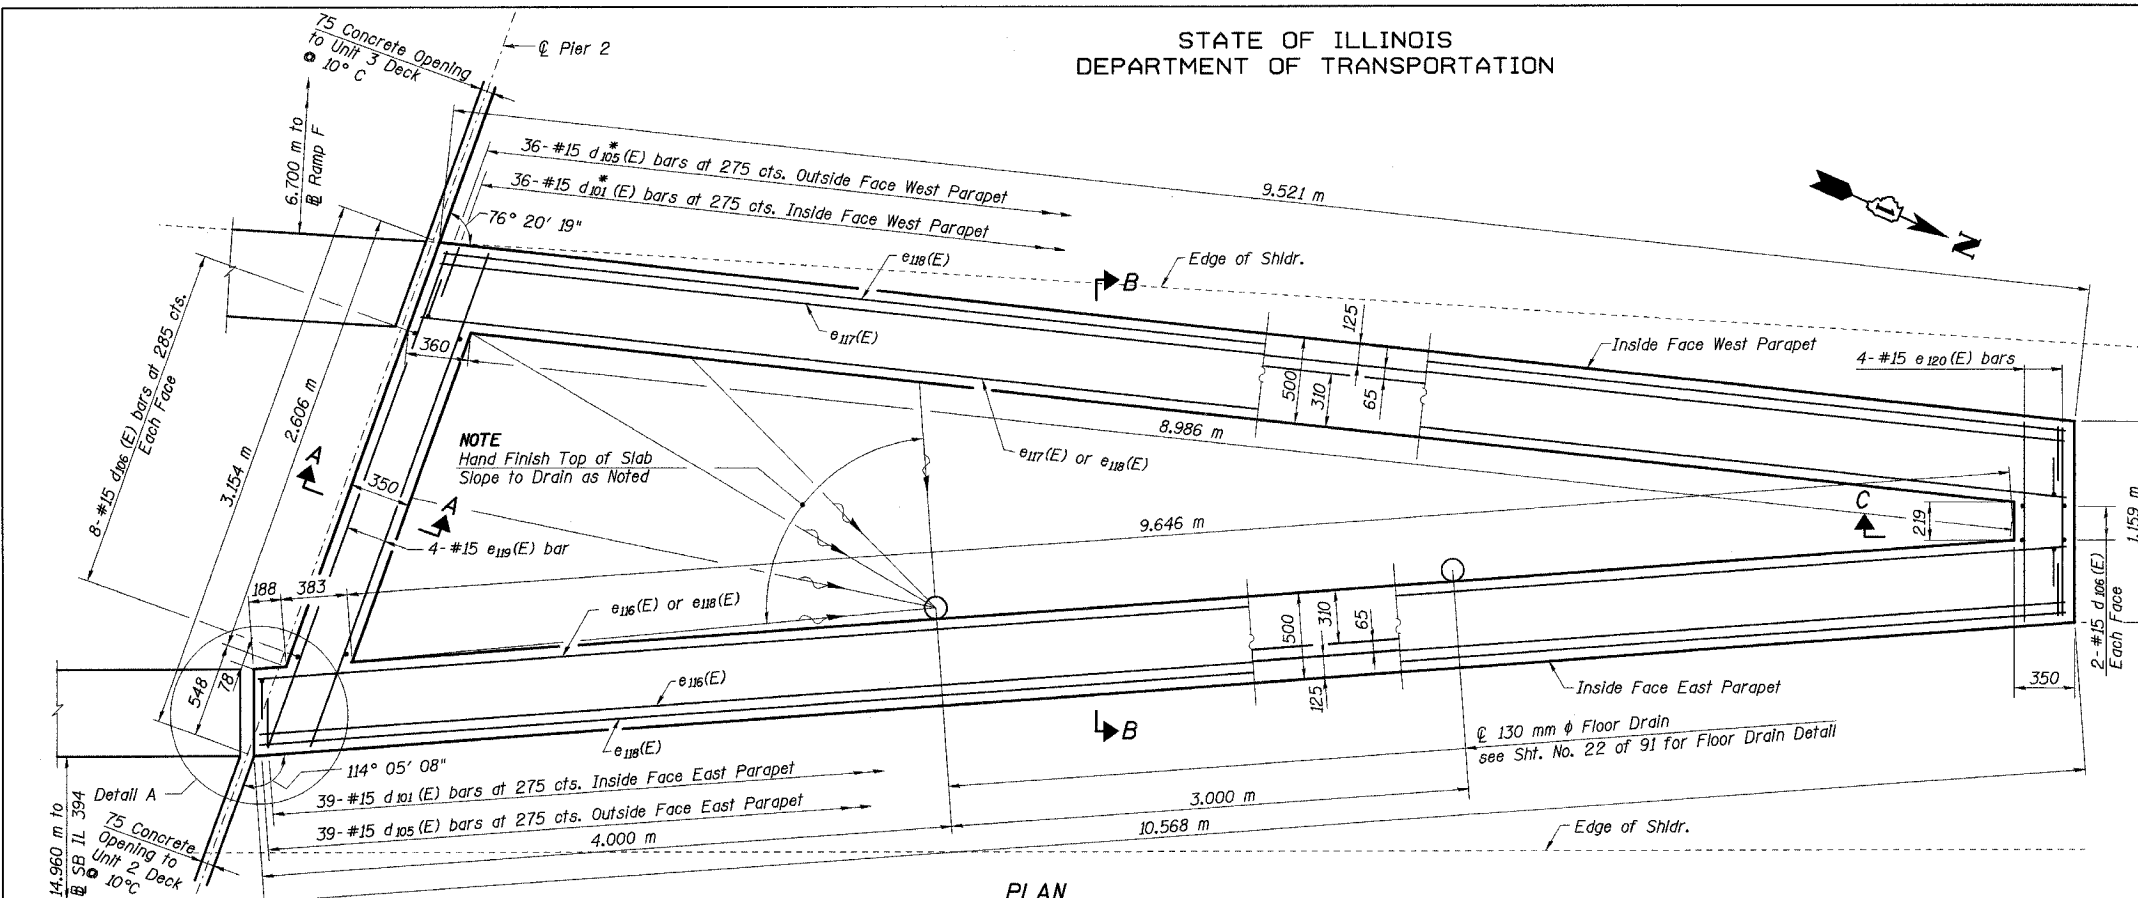 STATE OF ILLINOIS
DEPARTMENT OF TRANSPORTATION
75 Concrete Opening
to Unit 3 Deck
@ 10° C
℄ Pier 2
6.700 m to
Ramp F
36-#15 d105*(E) bars at 275 cts. Outside Face West Parapet
36-#15 d101*(E) bars at 275 cts. Inside Face West Parapet
76° 20' 19"
9.521 m
N
e118(E)
B
Edge of Shldr.
e117(E)
360
125
500
310
65
Inside Face West Parapet
4-#15 e120(E) bars
8-#15 d106(E) bars at 285 cts.
Each Face
3.154 m
2.606 m
NOTE
Hand Finish Top of Slab
Slope to Drain as Noted
8.986 m
e117(E) or e118(E)
A
A
350
9.646 m
C
219
1.159 m
4-#15 e119(E) bar
188
383
e116(E) or e118(E)
500
310
65
125
2-#15 d106(E)
Each Face
350
548
78
e116(E)
e118(E)
Inside Face East Parapet
B
℄ 130 mm ϕ Floor Drain
see Sht. No. 22 of 91 for Floor Drain Detail
114° 05' 08"
Detail A
39-#15 d101(E) bars at 275 cts. Inside Face East Parapet
39-#15 d105(E) bars at 275 cts. Outside Face East Parapet
3.000 m
10.568 m
4.000 m
Edge of Shldr.
14.960 m to
SB IL 394
75 Concrete
Opening to
Unit 2 Deck
@ 10°C
PLAN